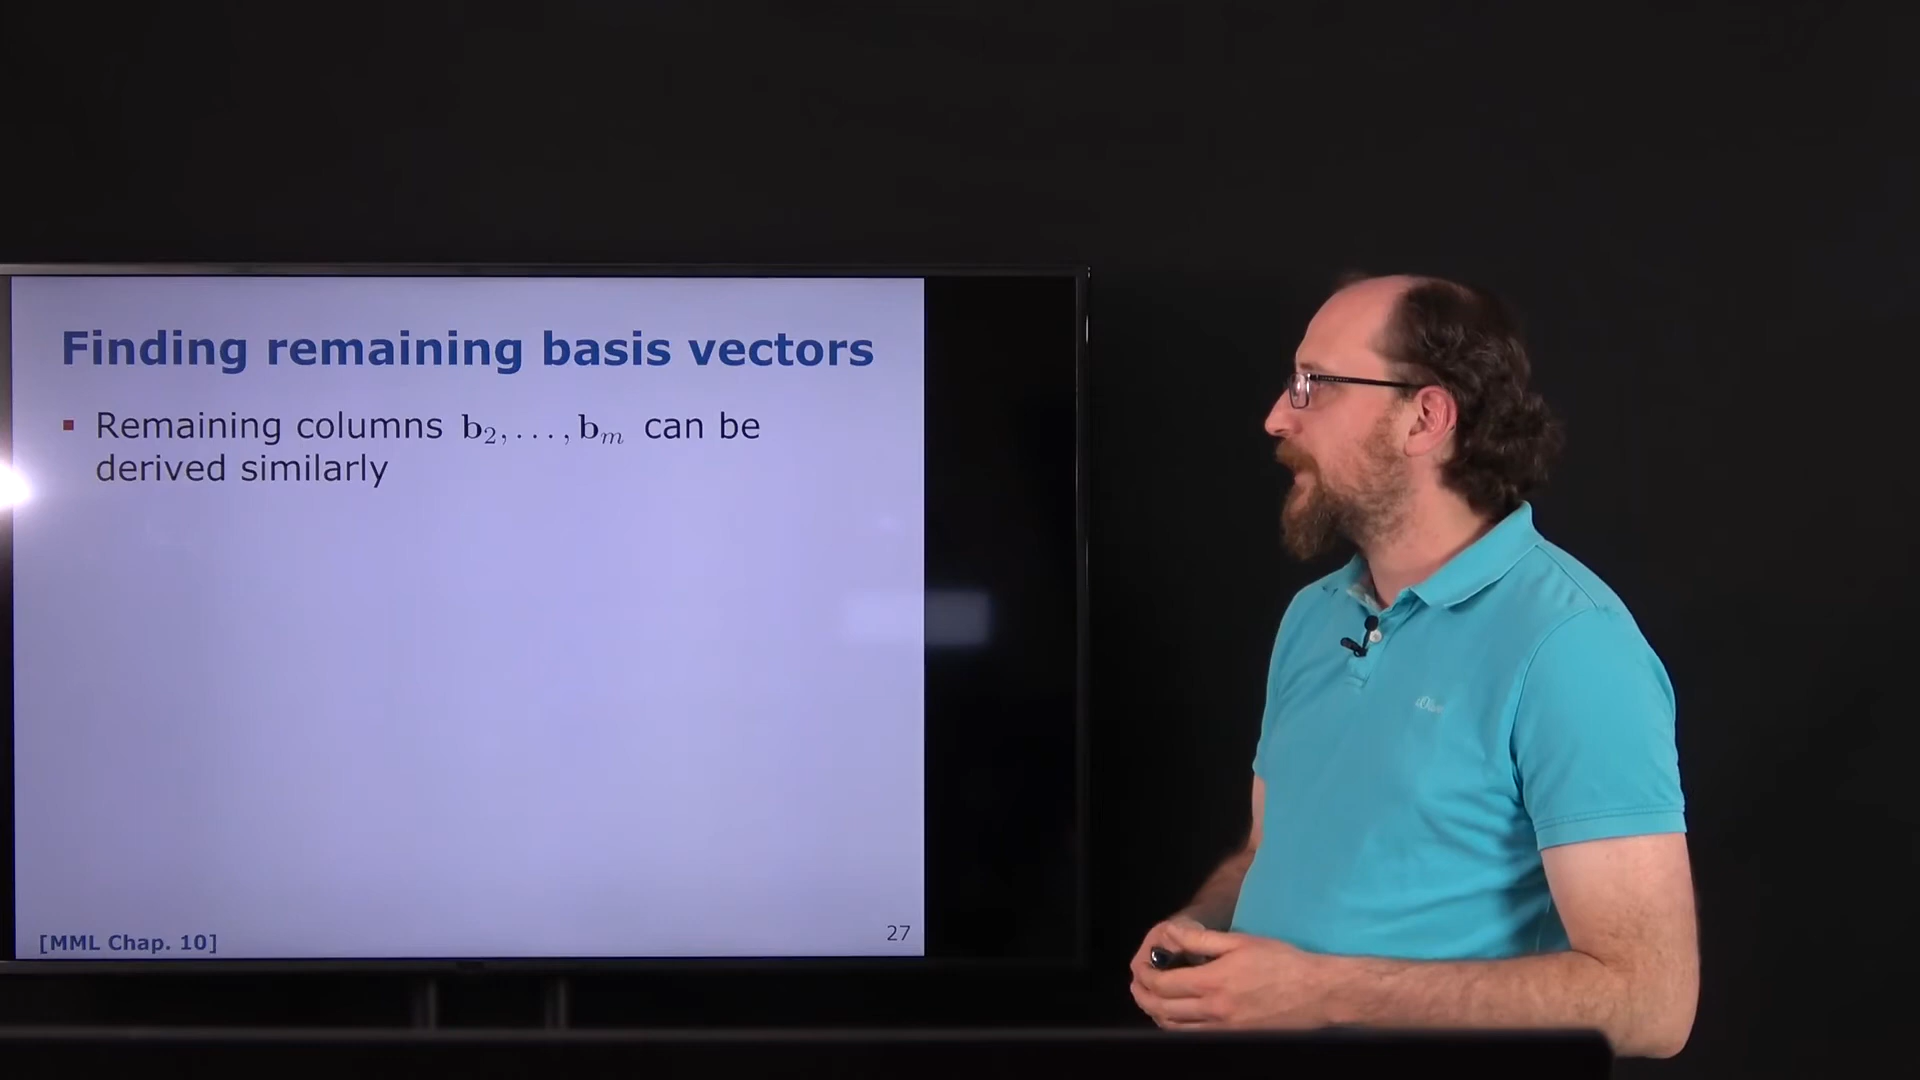 Finding remaining basis vectors
▪ Remaining columns b₂, . . . , bₘ can be
derived similarly
[MML Chap. 10]
27